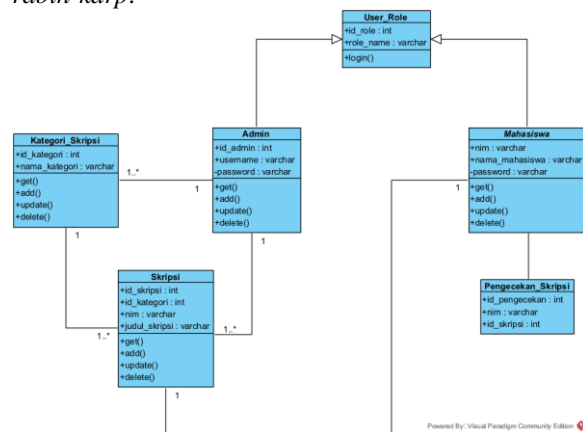 rabin karp.
User_Role
+id_role : int
+role_name : varchar
+login()
Kategori_Skripsi
+id_kategori : int
+nama_kategori : varchar
+get()
+add()
+update()
+delete()
1..*
1
Admin
+id_admin : int
+username : varchar
-password : varchar
+get()
+add()
+update()
+delete()
1
1
Mahasiswa
+nim : varchar
+nama_mahasiswa : varchar
-password : varchar
+get()
+add()
+update()
+delete()
1
1
Skripsi
+id_skripsi : int
+id_kategori : int
+nim : varchar
+judul_skripsi : varchar
+get()
+add()
+update()
+delete()
1..*
1..*
1
Pengecekan_Skripsi
+id_pengecekan : int
+nim : varchar
+id_skripsi : int
Powered By: Visual Paradigm Community Edition